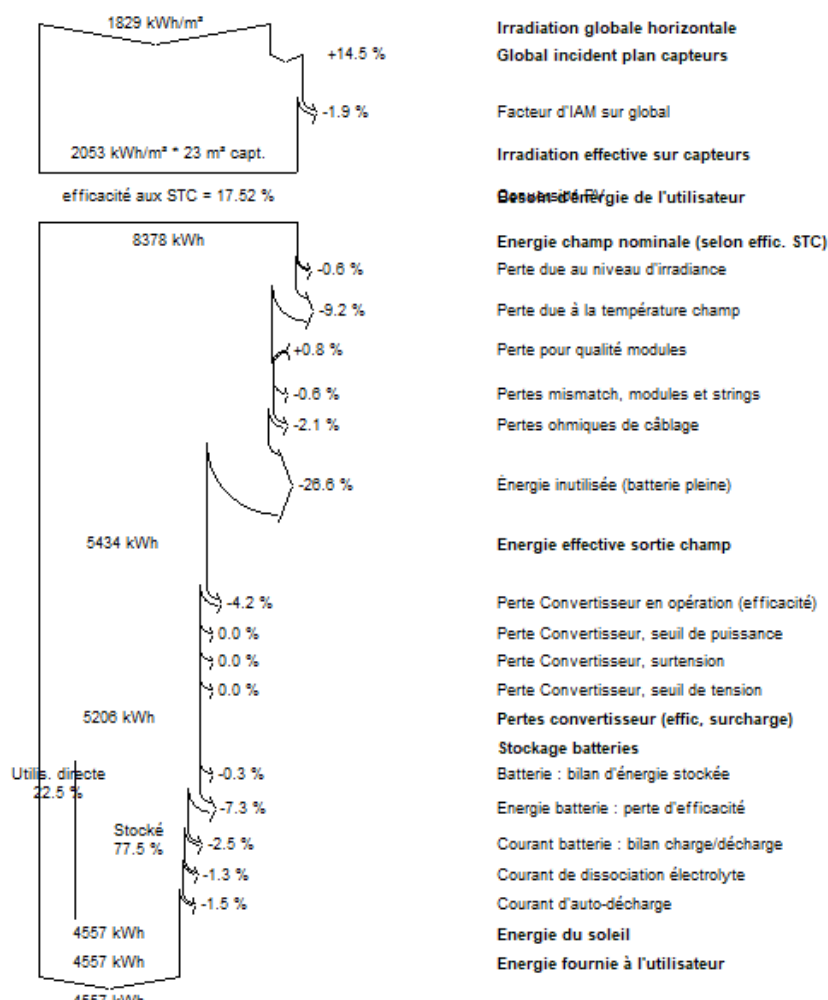 1829 kWh/m² Irradiation globale horizontale
+14.5 % Global incident plan capteurs
-1.9 % Facteur d'IAM sur global
2053 kWh/m² * 23 m² capt. Irradiation effective sur capteurs
efficacité aux STC = 17.52 % Besoin d'énergie de l'utilisateur
8378 kWh Energie champ nominale (selon effic. STC)
-0.6 % Perte due au niveau d'irradiance
-9.2 % Perte due à la température champ
+0.8 % Perte pour qualité modules
-0.6 % Pertes mismatch, modules et strings
-2.1 % Pertes ohmiques de câblage
-26.6 % Énergie inutilisée (batterie pleine)
5434 kWh Energie effective sortie champ
-4.2 % Perte Convertisseur en opération (efficacité)
0.0 % Perte Convertisseur, seuil de puissance
0.0 % Perte Convertisseur, surtension
0.0 % Perte Convertisseur, seuil de tension
5206 kWh Pertes convertisseur (effic, surcharge)
Stockage batteries
Utilis. directe -0.3 % Batterie : bilan d'énergie stockée
22.5 %
-7.3 % Energie batterie : perte d'efficacité
Stocké
77.5 %
-2.5 % Courant batterie : bilan charge/décharge
-1.3 % Courant de dissociation électrolyte
-1.5 % Courant d'auto-décharge
4557 kWh Energie du soleil
4557 kWh Energie fournie à l'utilisateur
4557 kWh